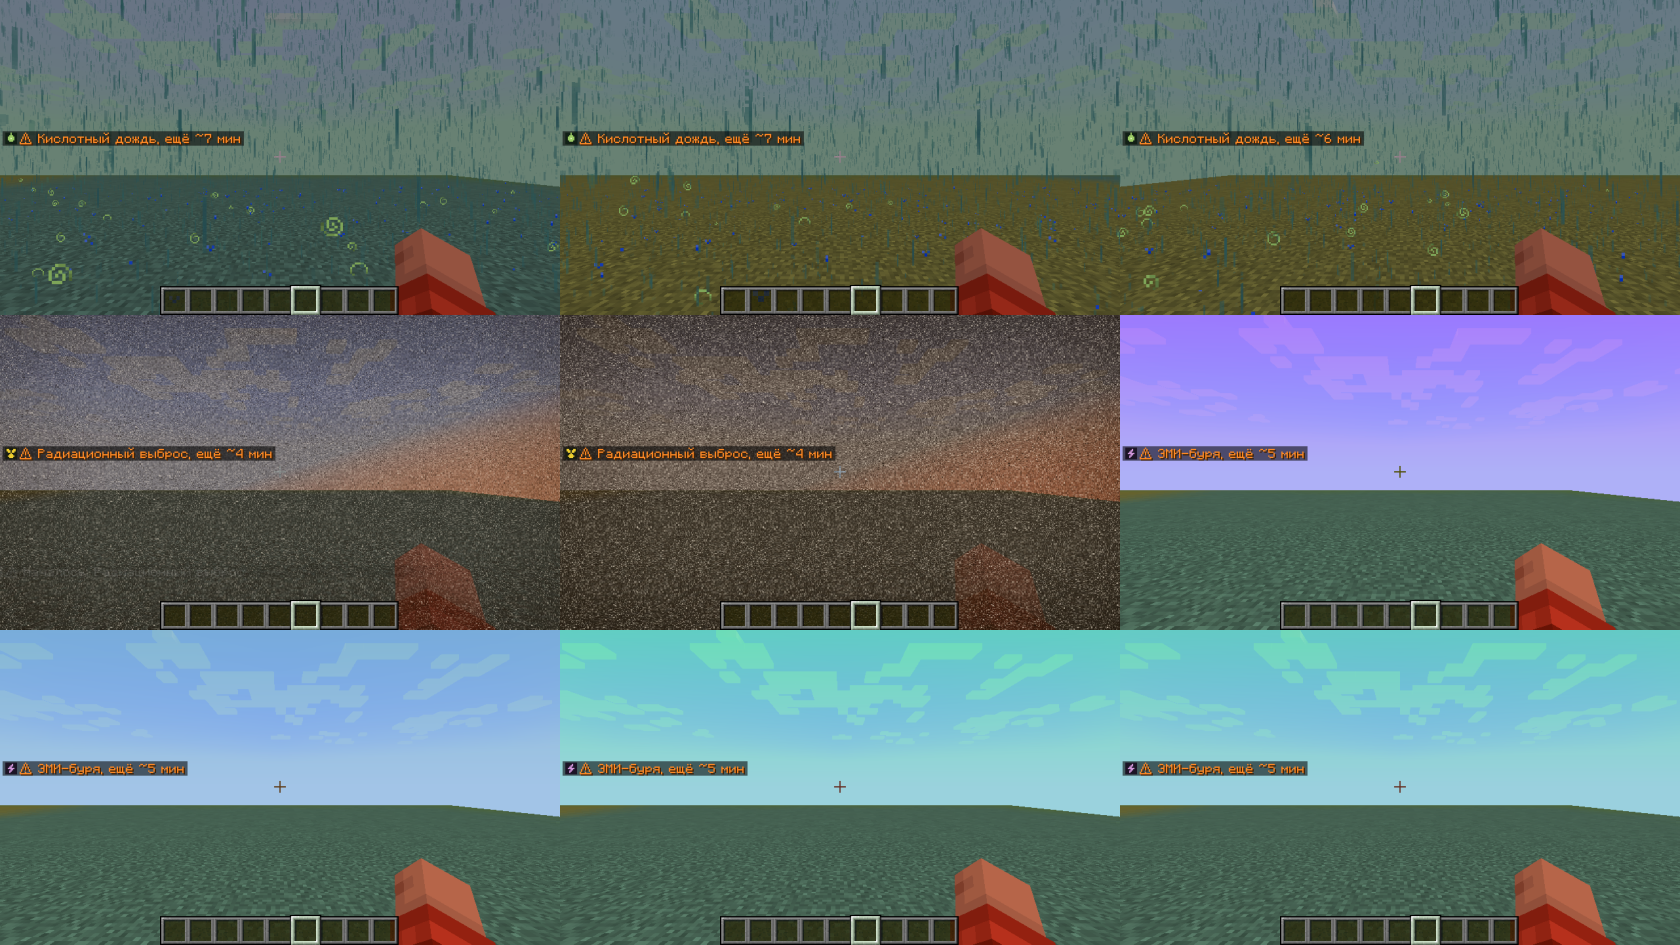 ⚠ Кислотный дождь, ещё ~7 мин
⚠ Кислотный дождь, ещё ~7 мин
⚠ Кислотный дождь, ещё ~6 мин
⚠ Радиационный выброс, ещё ~4 мин
⚠ Радиационный выброс, ещё ~4 мин
⚠ ЭМИ-буря, ещё ~5 мин
⚠ ЭМИ-буря, ещё ~5 мин
⚠ ЭМИ-буря, ещё ~5 мин
⚠ ЭМИ-буря, ещё ~5 мин